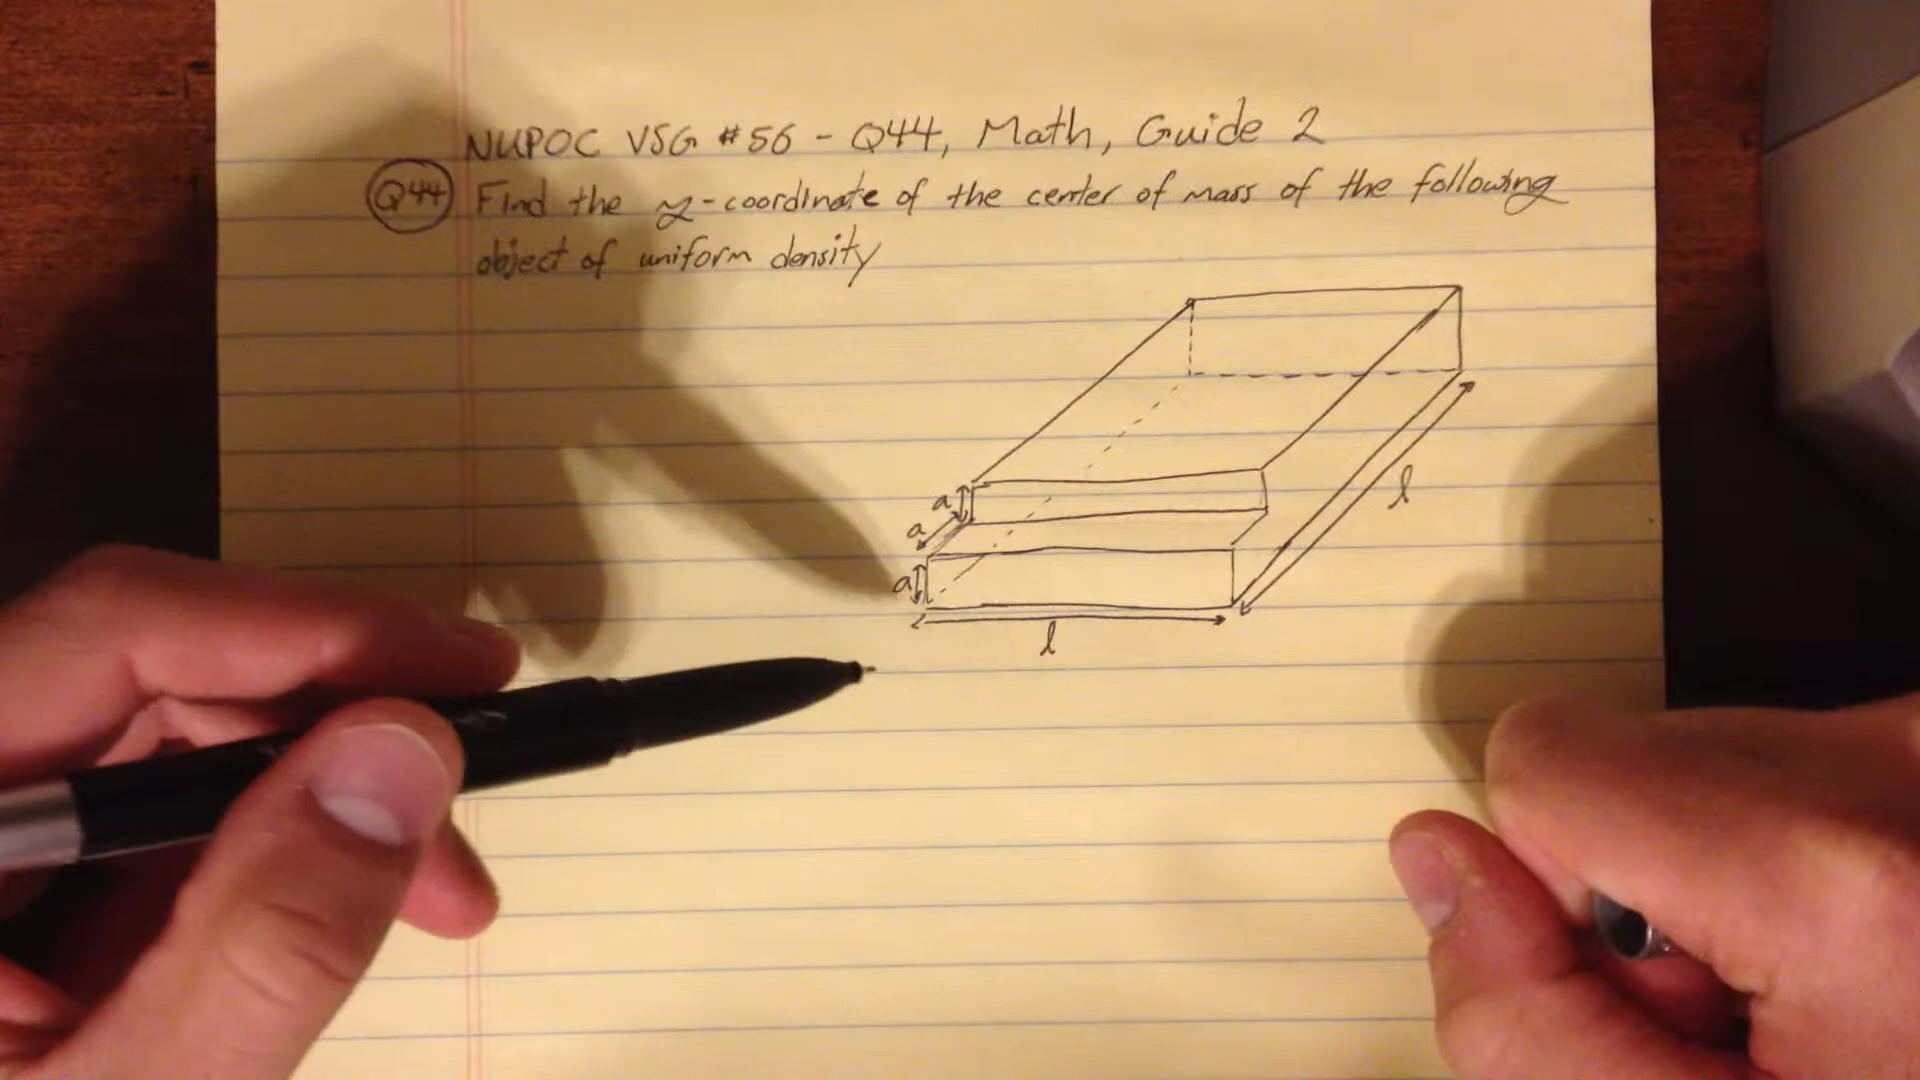 NUPOC VSG #56 - Q44, Math, Guide 2
Q44 Find the y-coordinate of the center of mass of the following
object of uniform density
a
a
l
a
l